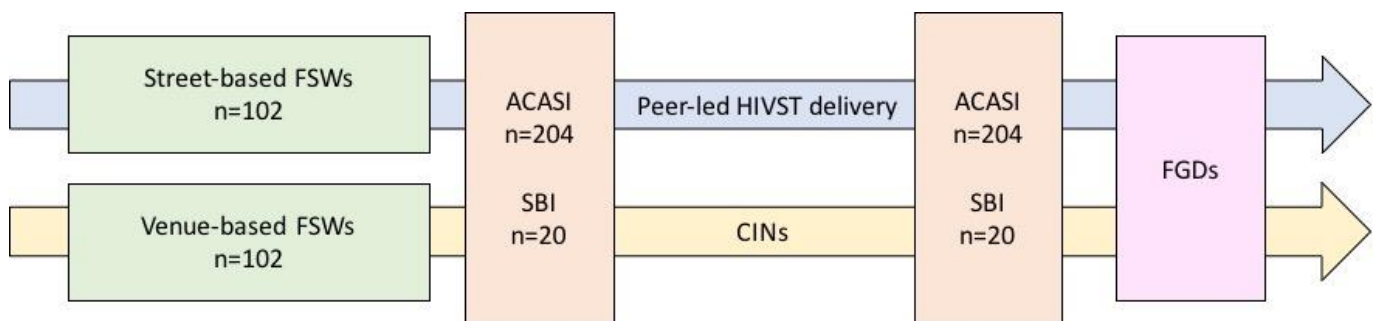 Street-based FSWs
n=102
Venue-based FSWs
n=102
ACASI
n=204
SBI
n=20
Peer-led HIVST delivery
CINs
ACASI
n=204
SBI
n=20
FGDs